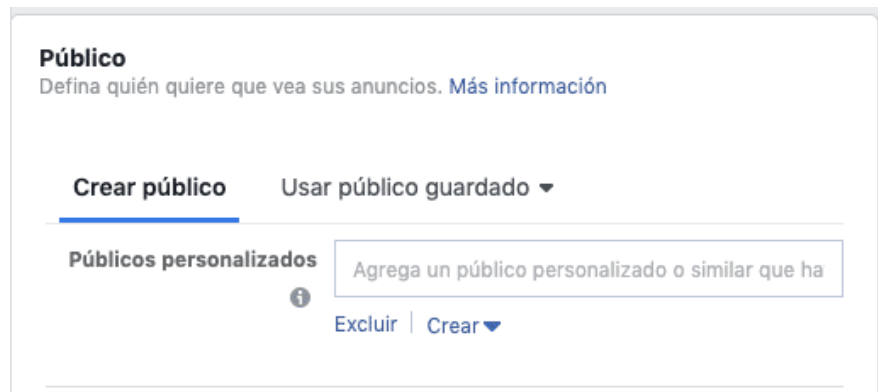 Público
Defina quién quiere que vea sus anuncios. Más información
Crear público Usar público guardado
Públicos personalizados
Agrega un público personalizado o similar que ha
Excluir Crear